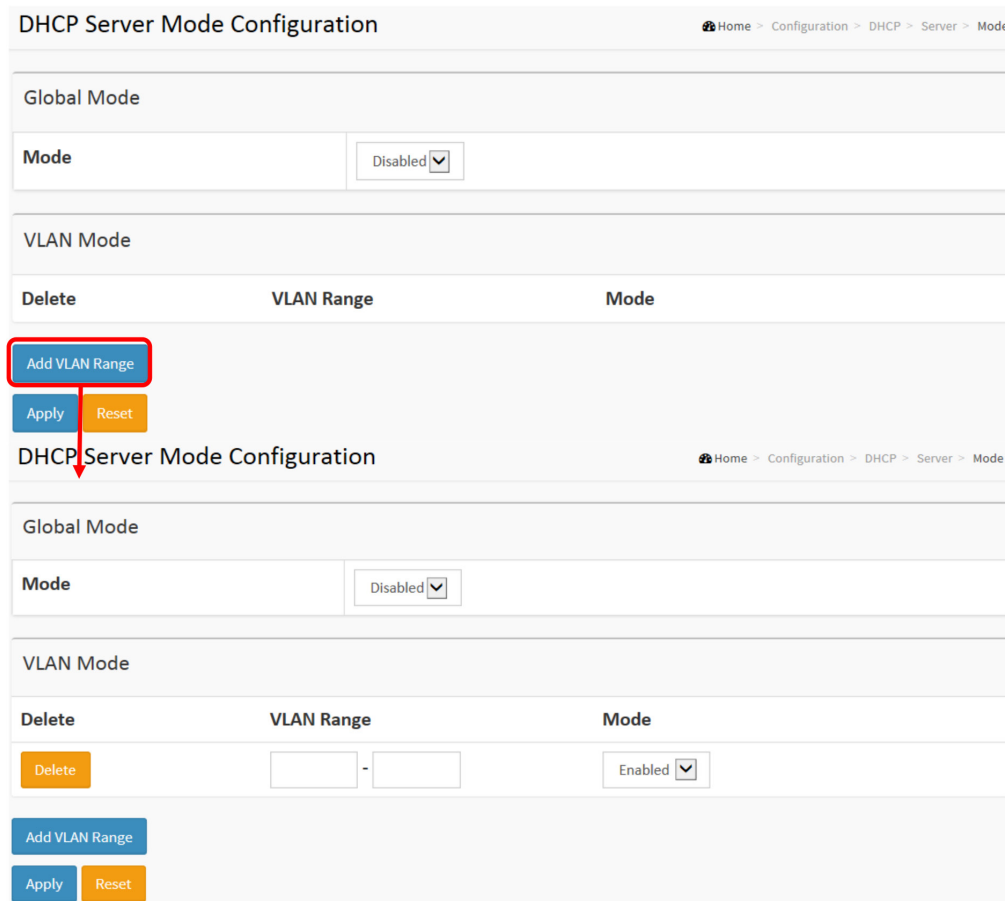 DHCP Server Mode Configuration
Home > Configuration > DHCP > Server > Mode
Global Mode
Mode Disabled
VLAN Mode
Delete VLAN Range Mode
Add VLAN Range
Apply Reset
DHCP Server Mode Configuration
Home > Configuration > DHCP > Server > Mode
Global Mode
Mode Disabled
VLAN Mode
Delete VLAN Range Mode
Delete - Enabled
Add VLAN Range
Apply Reset